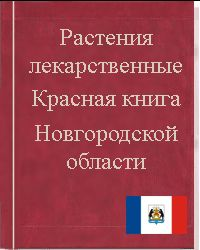 Растения
лекарственные
Красная книга
Новгородской
области